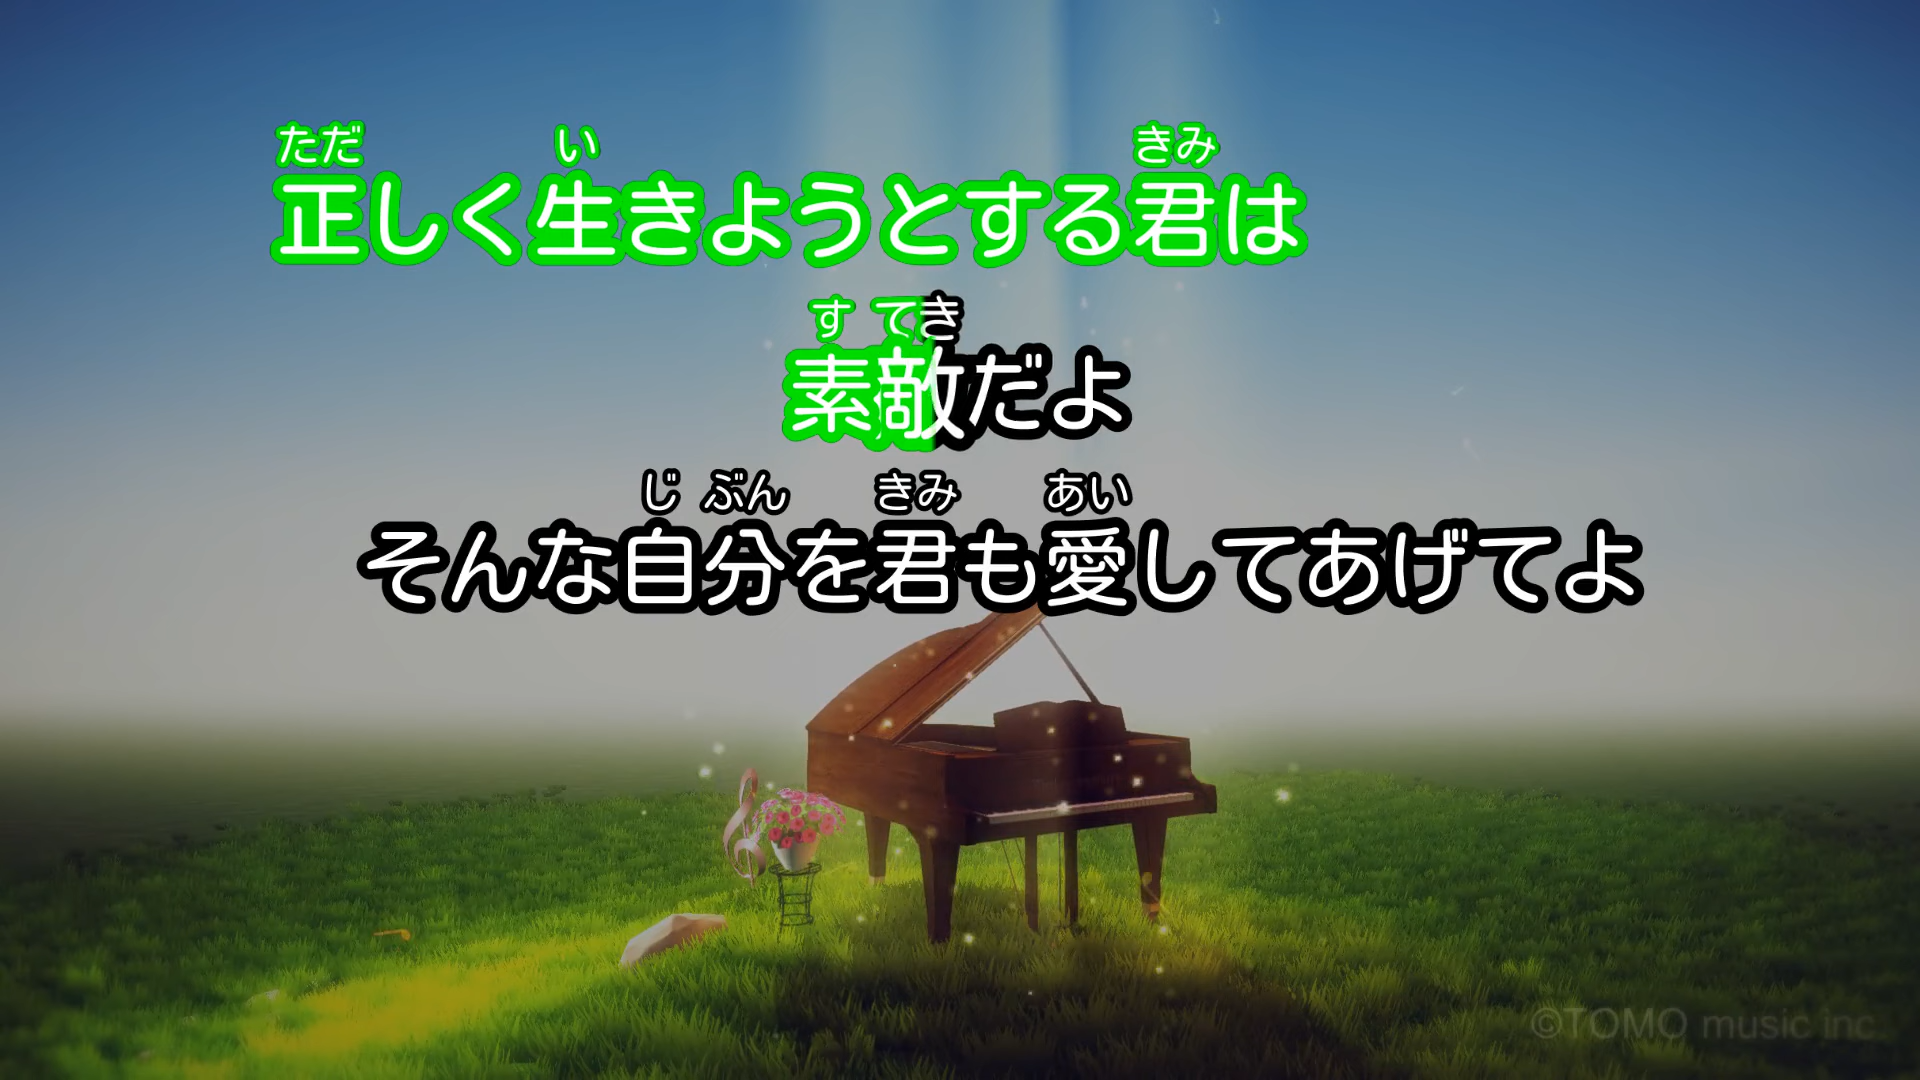 ただ い きみ
正しく生きようとする君は
す てき
素敵だよ
じ ぶん きみ あい
そんな自分を君も愛してあげてよ
©TOMO music inc